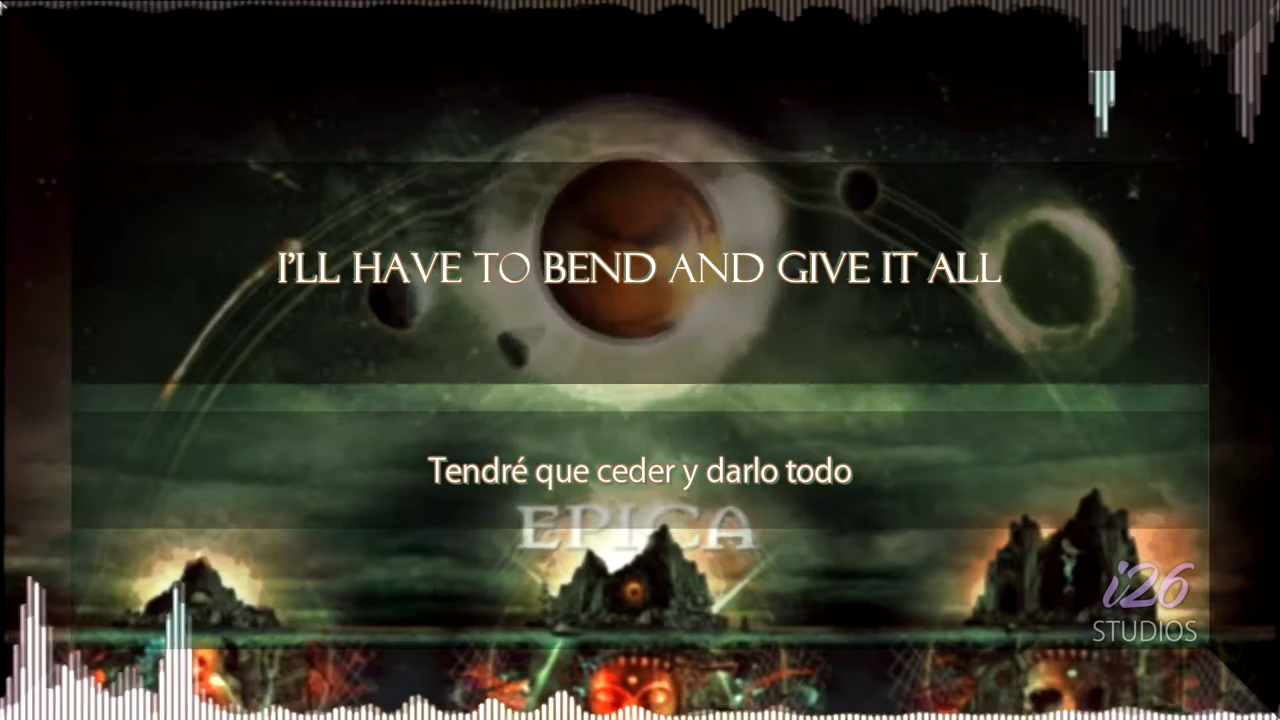 I'LL HAVE TO BEND AND GIVE IT ALL
Tendré que ceder y darlo todo
EPICA
i26
STUDIOS